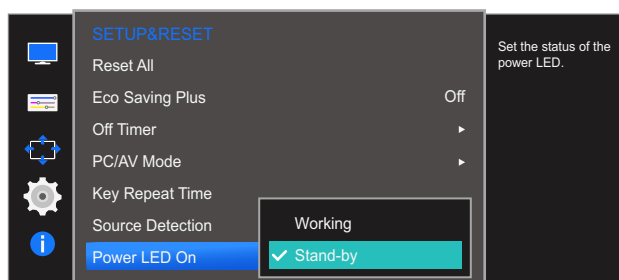 SETUP&RESET
Reset All
Eco Saving Plus Off
Off Timer
PC/AV Mode
Key Repeat Time
Source Detection
Power LED On
Working
Stand-by
Set the status of the
power LED.